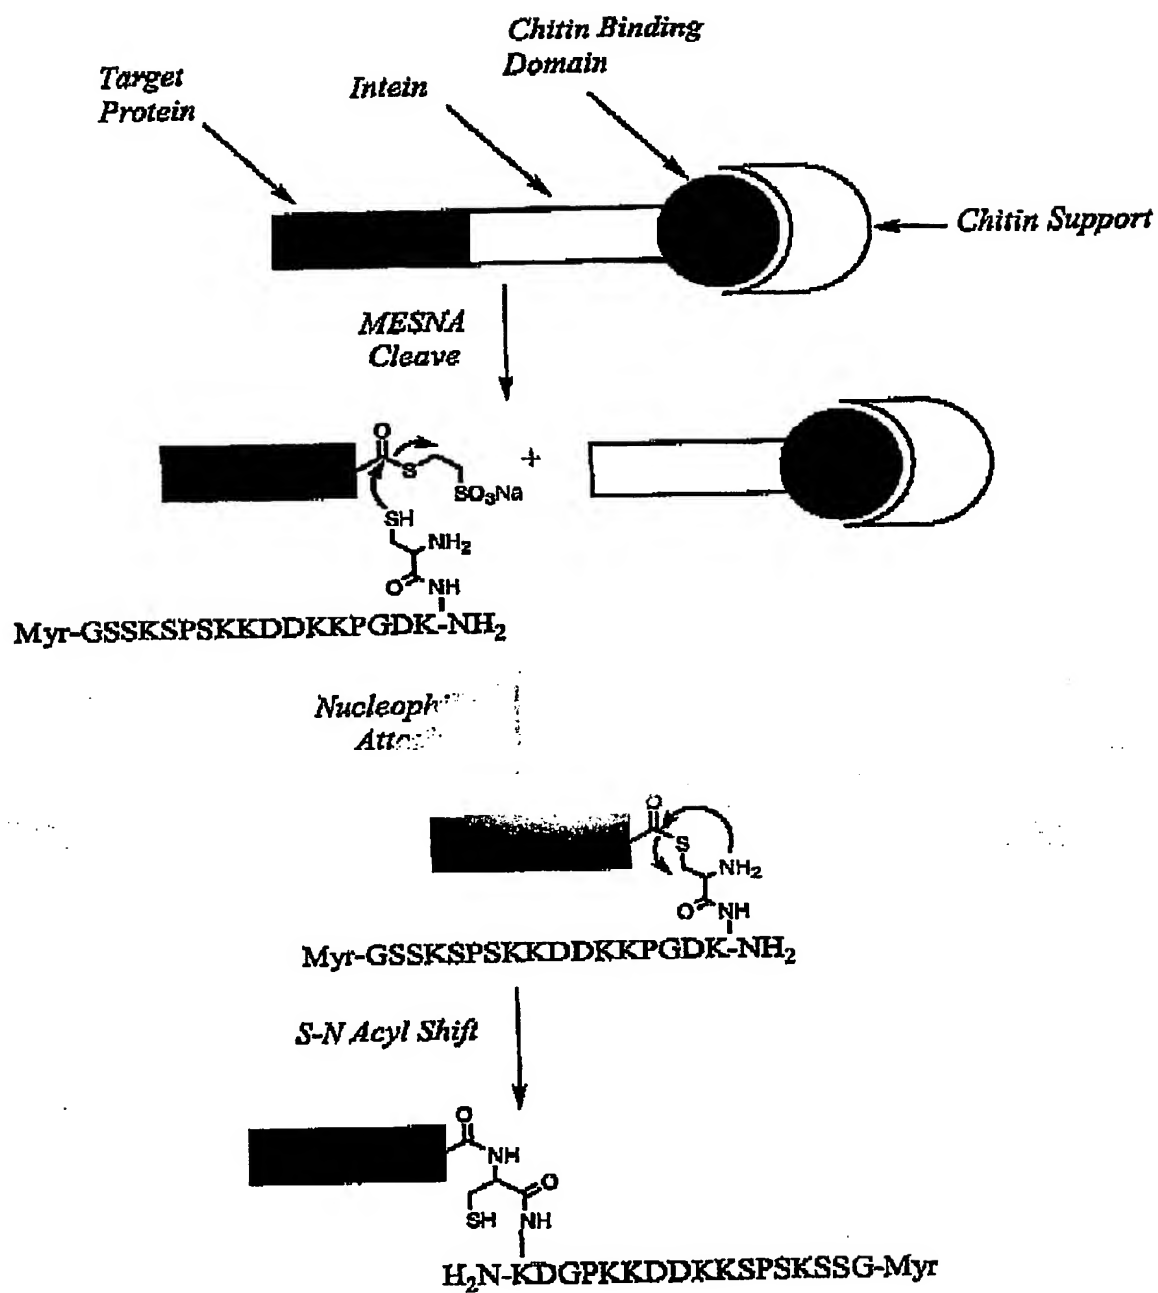 Chitin Binding
Domain
Target
Protein
Intein
Chitin Support
MESNA
Cleave
O
S
+
SO3Na
SH
NH2
O NH
Myr-GSSKSPSKKDDKKPGDK-NH2
O
S
NH2
O NH
Myr-GSSKSPSKKDDKKPGDK-NH2
S-N Acyl Shift
O
NH
O
SH NH
H2N-KDGPKKDDKKSPSKSSG-Myr